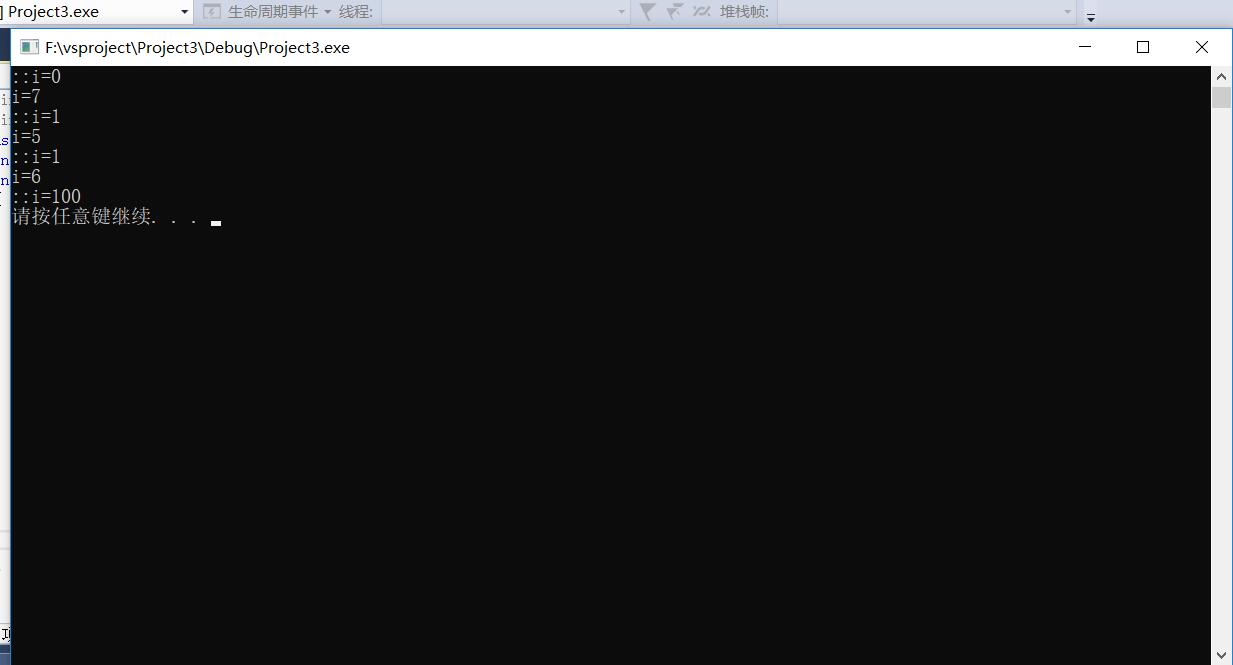 ] Project3.exe 生命周期事件 线程: 堆栈帧:
F:\vsproject\Project3\Debug\Project3.exe
::i=0
i=7
::i=1
i=5
::i=1
i=6
::i=100
请按任意键继续. . .